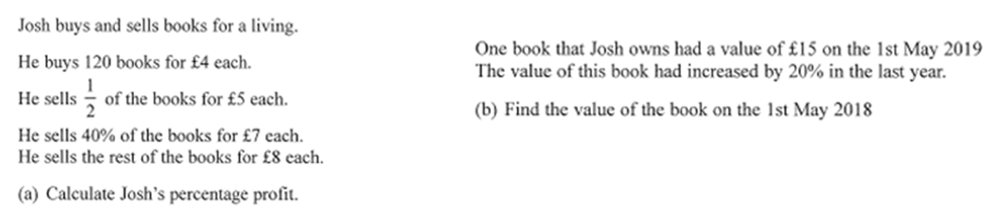 Josh buys and sells books for a living.
He buys 120 books for £4 each.
He sells 1/2 of the books for £5 each.
He sells 40% of the books for £7 each.
He sells the rest of the books for £8 each.
(a) Calculate Josh's percentage profit.
One book that Josh owns had a value of £15 on the 1st May 2019
The value of this book had increased by 20% in the last year.
(b) Find the value of the book on the 1st May 2018